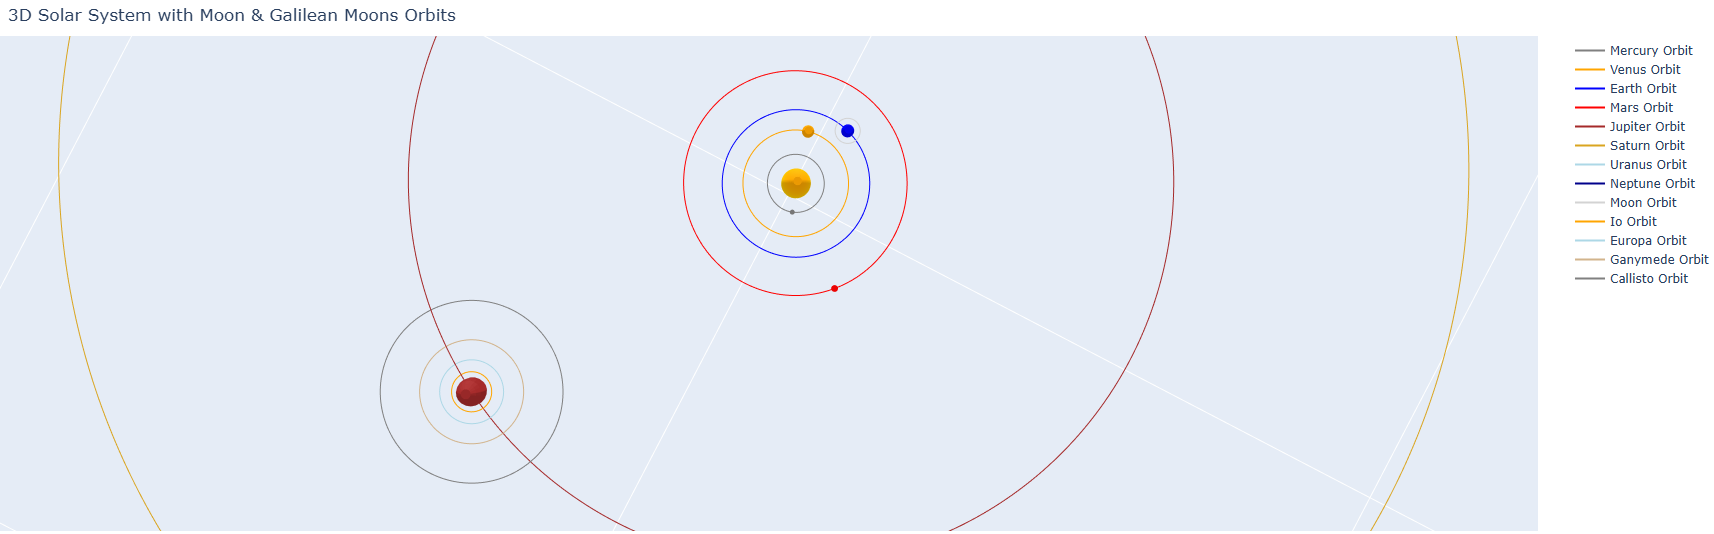 3D Solar System with Moon & Galilean Moons Orbits
Mercury Orbit
Venus Orbit
Earth Orbit
Mars Orbit
Jupiter Orbit
Saturn Orbit
Uranus Orbit
Neptune Orbit
Moon Orbit
Io Orbit
Europa Orbit
Ganymede Orbit
Callisto Orbit